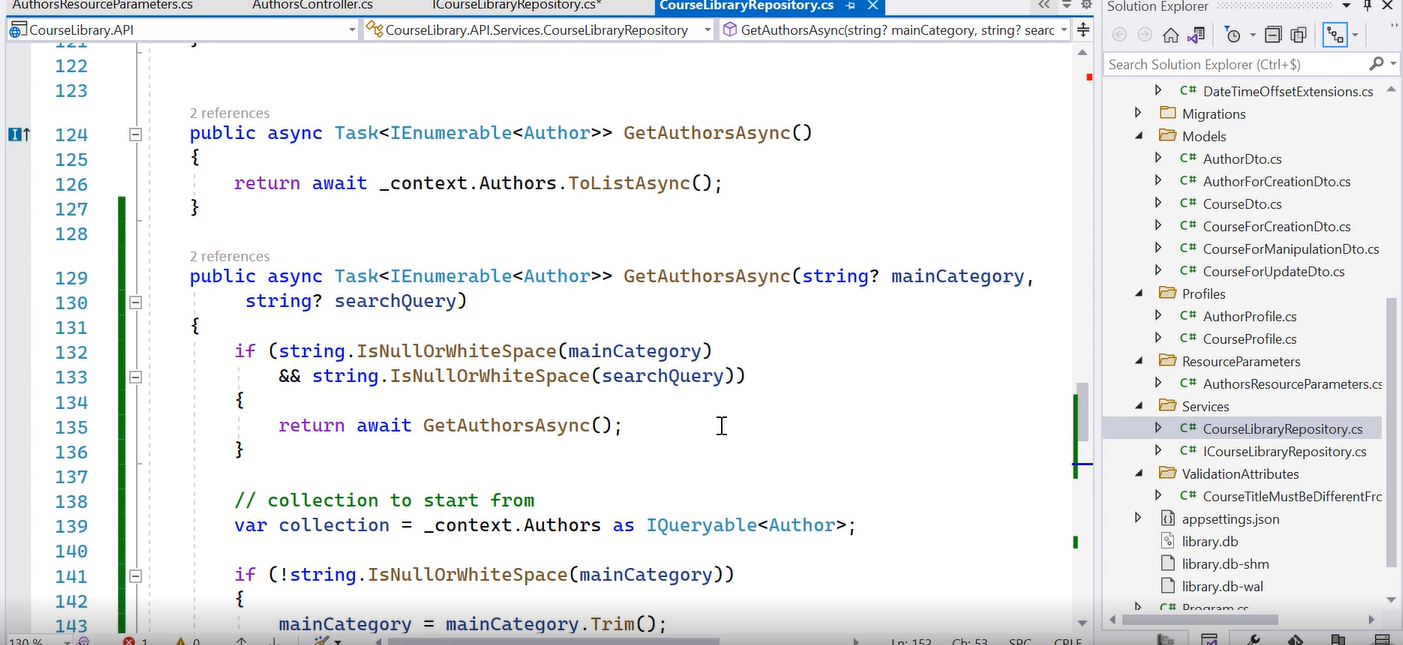 AuthorsResourceParameters.cs
AuthorsController.cs
ICourseLibraryRepository.cs*
CourseLibraryRepository.cs
CourseLibrary.API
CourseLibrary.API.Services.CourseLibraryRepository
GetAuthorsAsync(string? mainCategory, string? searc
121 }
122
123
2 references
124 public async Task<IEnumerable<Author>> GetAuthorsAsync()
125 {
126 return await _context.Authors.ToListAsync();
127 }
128
2 references
129 public async Task<IEnumerable<Author>> GetAuthorsAsync(string? mainCategory,
130 string? searchQuery)
131 {
132 if (string.IsNullOrWhiteSpace(mainCategory)
133 && string.IsNullOrWhiteSpace(searchQuery))
134 {
135 return await GetAuthorsAsync();
136 }
137
138 // collection to start from
139 var collection = _context.Authors as IQueryable<Author>;
140
141 if (!string.IsNullOrWhiteSpace(mainCategory))
142 {
143 mainCategory = mainCategory.Trim();
130 %
1
0
Ln: 152 Ch: 53 SPC CRLF
Solution Explorer
Search Solution Explorer (Ctrl+$)
C# DateTimeOffsetExtensions.cs
Migrations
Models
C# AuthorDto.cs
C# AuthorForCreationDto.cs
C# CourseDto.cs
C# CourseForCreationDto.cs
C# CourseForManipulationDto.cs
C# CourseForUpdateDto.cs
Profiles
C# AuthorProfile.cs
C# CourseProfile.cs
ResourceParameters
C# AuthorsResourceParameters.cs
Services
C# CourseLibraryRepository.cs
C# ICourseLibraryRepository.cs
ValidationAttributes
C# CourseTitleMustBeDifferentFrc
appsettings.json
library.db
library.db-shm
library.db-wal
C# Program.cs